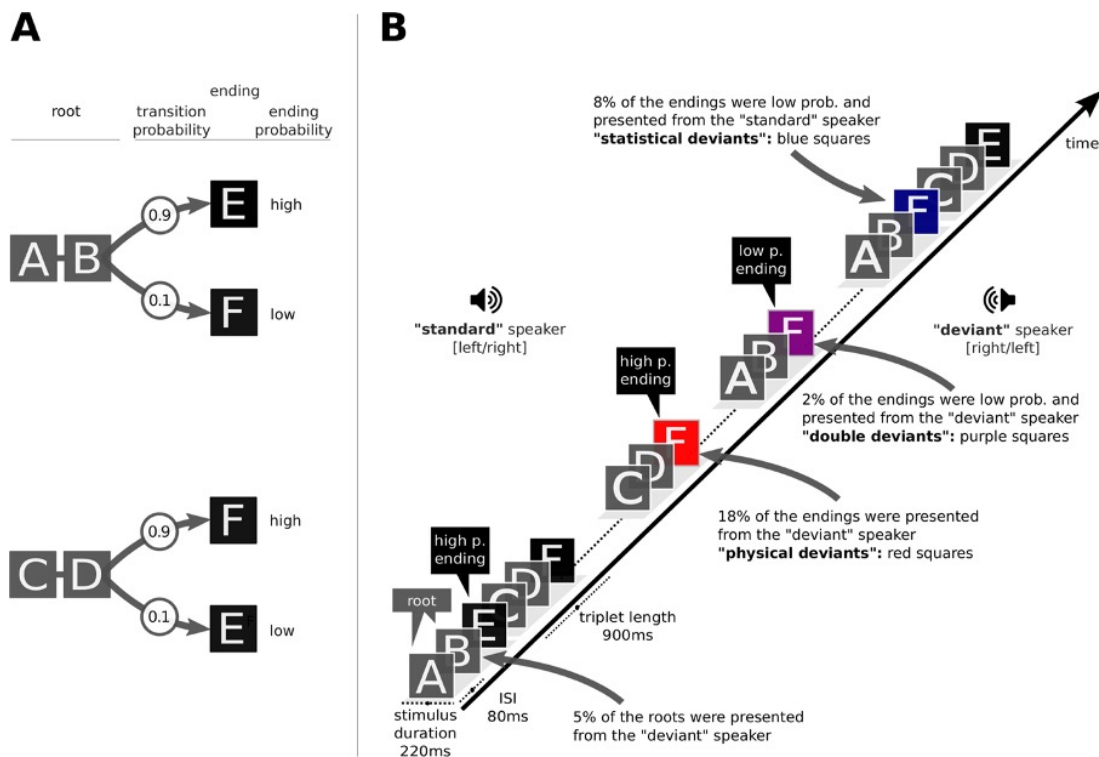 A
ending
root
transition
probability
ending
probability
A B
0.9
E
high
0.1
F
low
C D
0.9
F
high
0.1
E
low
B
8% of the endings were low prob. and
presented from the "standard" speaker
"statistical deviants": blue squares
time
A B F C D E
low p.
ending
"standard" speaker
[left/right]
"deviant" speaker
[right/left]
A B F
high p.
ending
2% of the endings were low prob. and
presented from the "deviant" speaker
"double deviants": purple squares
C D F
18% of the endings were presented
from the "deviant" speaker
"physical deviants": red squares
high p.
ending
root
A B E C D F
triplet length
900ms
ISI
80ms
stimulus
duration
220ms
5% of the roots were presented
from the "deviant" speaker